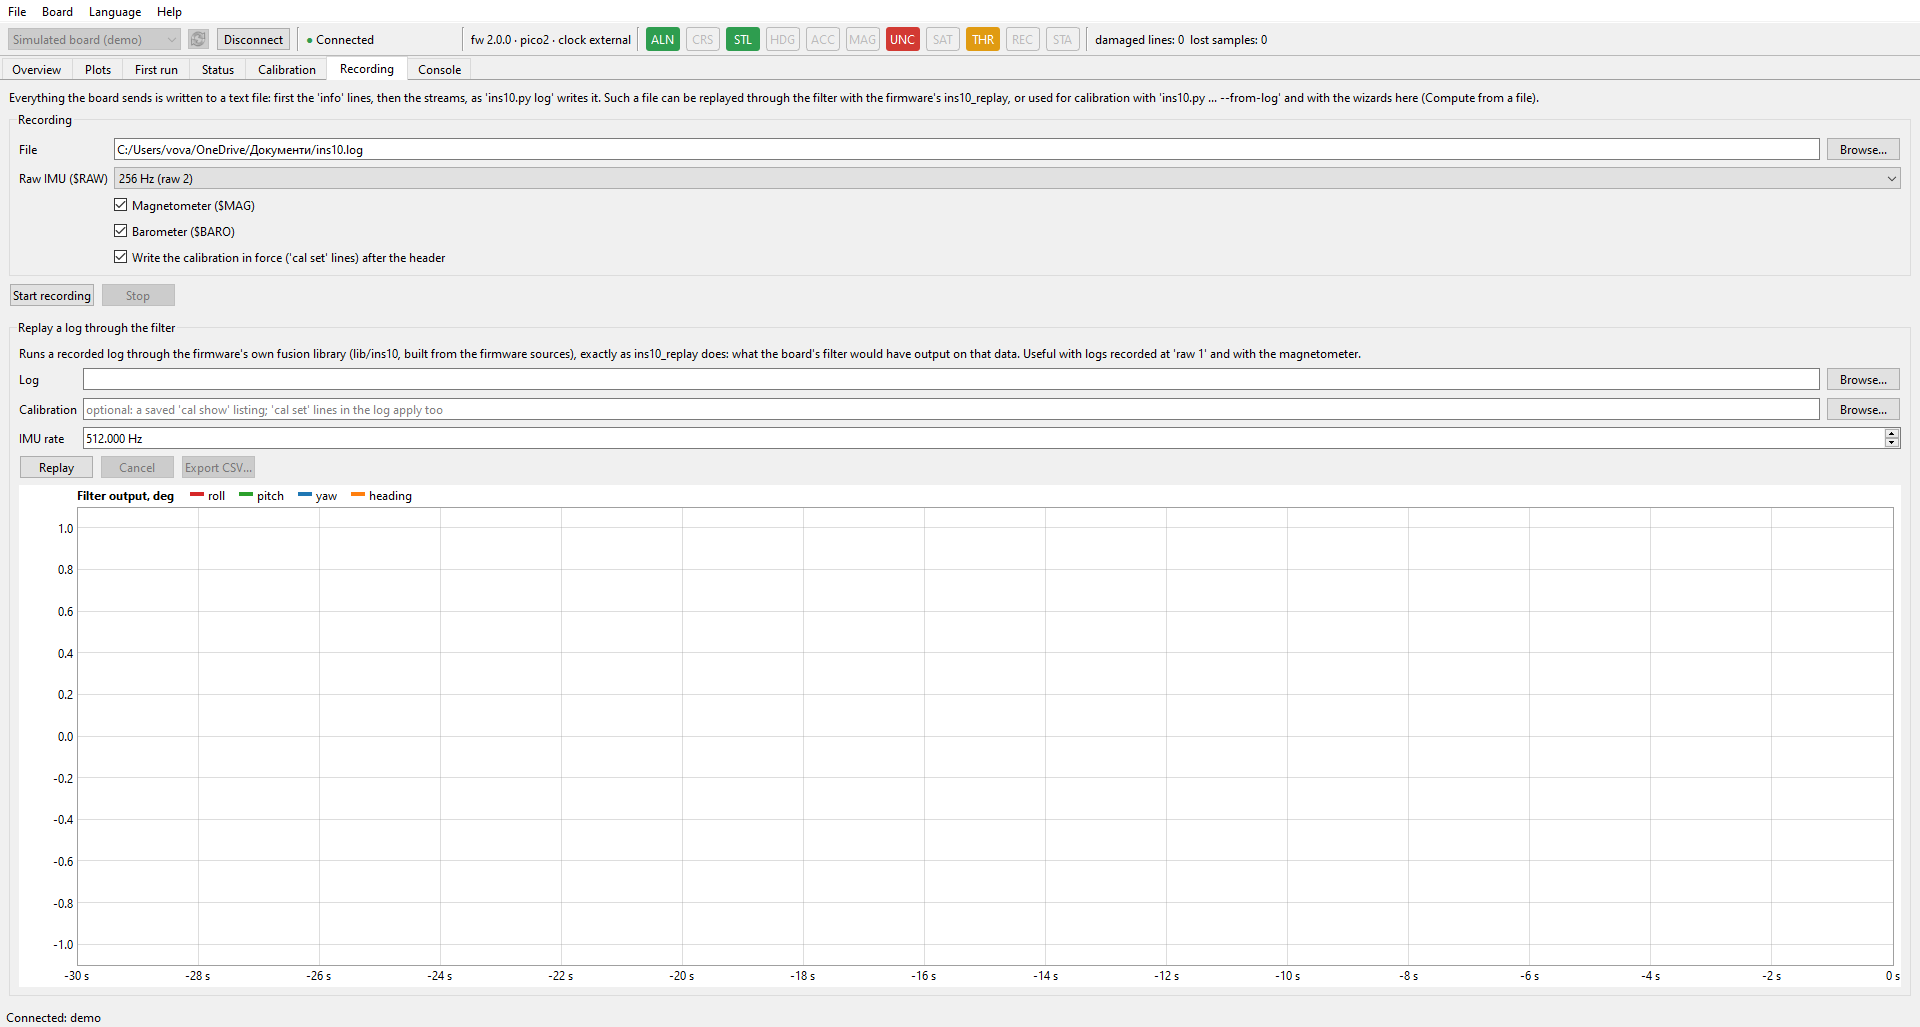 File Board Language Help
Simulated board (demo) Disconnect ● Connected fw 2.0.0 · pico2 · clock external ALN CRS STL HDG ACC MAG UNC SAT THR REC STA damaged lines: 0 lost samples: 0
Overview Plots First run Status Calibration Recording Console
Everything the board sends is written to a text file: first the 'info' lines, then the streams, as 'ins10.py log' writes it. Such a file can be replayed through the filter with the firmware's ins10_replay, or used for calibration with 'ins10.py ... --from-log' and with the wizards here (Compute from a file).
Recording
File C:/Users/vova/OneDrive/Документи/ins10.log Browse...
Raw IMU ($RAW) 256 Hz (raw 2)
Magnetometer ($MAG)
Barometer ($BARO)
Write the calibration in force ('cal set' lines) after the header
Start recording Stop
Replay a log through the filter
Runs a recorded log through the firmware's own fusion library (lib/ins10, built from the firmware sources), exactly as ins10_replay does: what the board's filter would have output on that data. Useful with logs recorded at 'raw 1' and with the magnetometer.
Log Browse...
Calibration optional: a saved 'cal show' listing; 'cal set' lines in the log apply too Browse...
IMU rate 512.000 Hz
Replay Cancel Export CSV...
Filter output, deg roll pitch yaw heading
1.0
0.8
0.6
0.4
0.2
0.0
-0.2
-0.4
-0.6
-0.8
-1.0
-30 s -28 s -26 s -24 s -22 s -20 s -18 s -16 s -14 s -12 s -10 s -8 s -6 s -4 s -2 s 0 s
Connected: demo